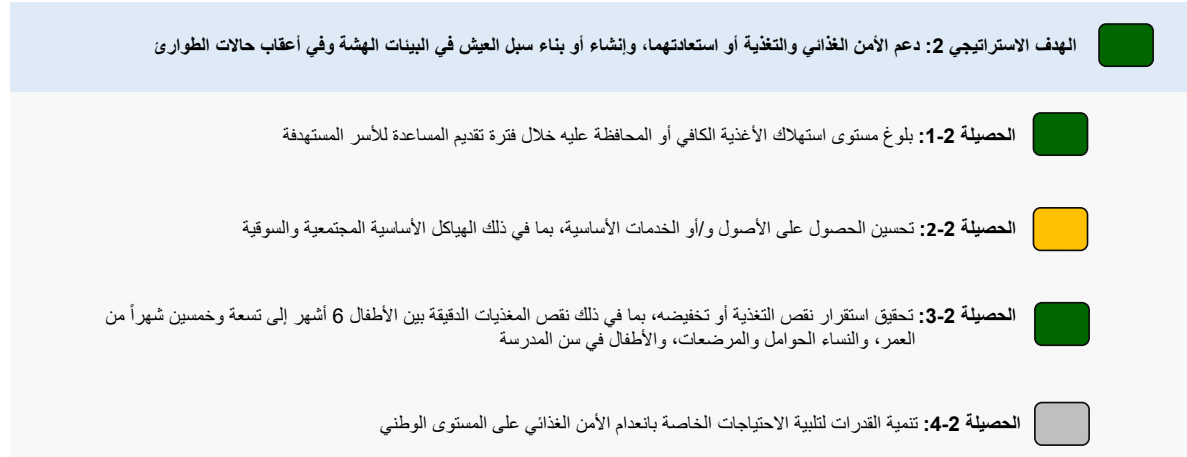 الهدف الاستراتيجي 2: دعم الأمن الغذائي والتغذية أو استعادتهما، وإنشاء أو بناء سبل العيش في البيئات الهشة وفي أعقاب حالات الطوارئ
الحصيلة 2-1: بلوغ مستوى استهلاك الأغذية الكافي أو المحافظة عليه خلال فترة تقديم المساعدة للأسر المستهدفة
الحصيلة 2-2: تحسين الحصول على الأصول و/أو الخدمات الأساسية، بما في ذلك الهياكل الأساسية المجتمعية والسوقية
الحصيلة 2-3: تحقيق استقرار نقص التغذية أو تخفيضه، بما في ذلك نقص المغذيات الدقيقة بين الأطفال 6 أشهر إلى تسعة وخمسين شهراً من
العمر، والنساء الحوامل والمرضعات، والأطفال في سن المدرسة
الحصيلة 2-4: تنمية القدرات لتلبية الاحتياجات الخاصة بانعدام الأمن الغذائي على المستوى الوطني